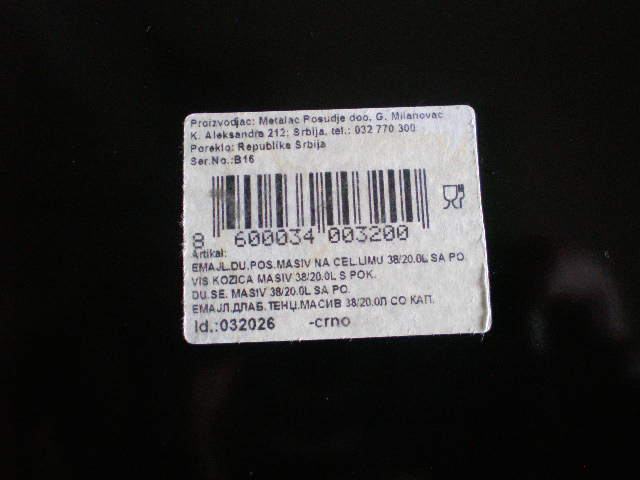 Proizvodjac: Metalac Posudje doo, G. Milanovac
K. Aleksandra 212; Srbija, tel.: 032 770 300
Poreklo: Republika Srbija
Ser.No.:B16
8 600034 003200
Artikal:
EMAJL.DU.POS.MASIV NA CEL.LIMU 38/20.0L SA PO
VIS KOZICA MASIV 38/20.0L S POK.
DU.SE. MASIV 38/20.0L SA PO.
ЕМАЈЛ.ДЛАБ.ТЕНЏ.МАСИВ 38/20.0Л СО КАП.
Id.:032026 -crno